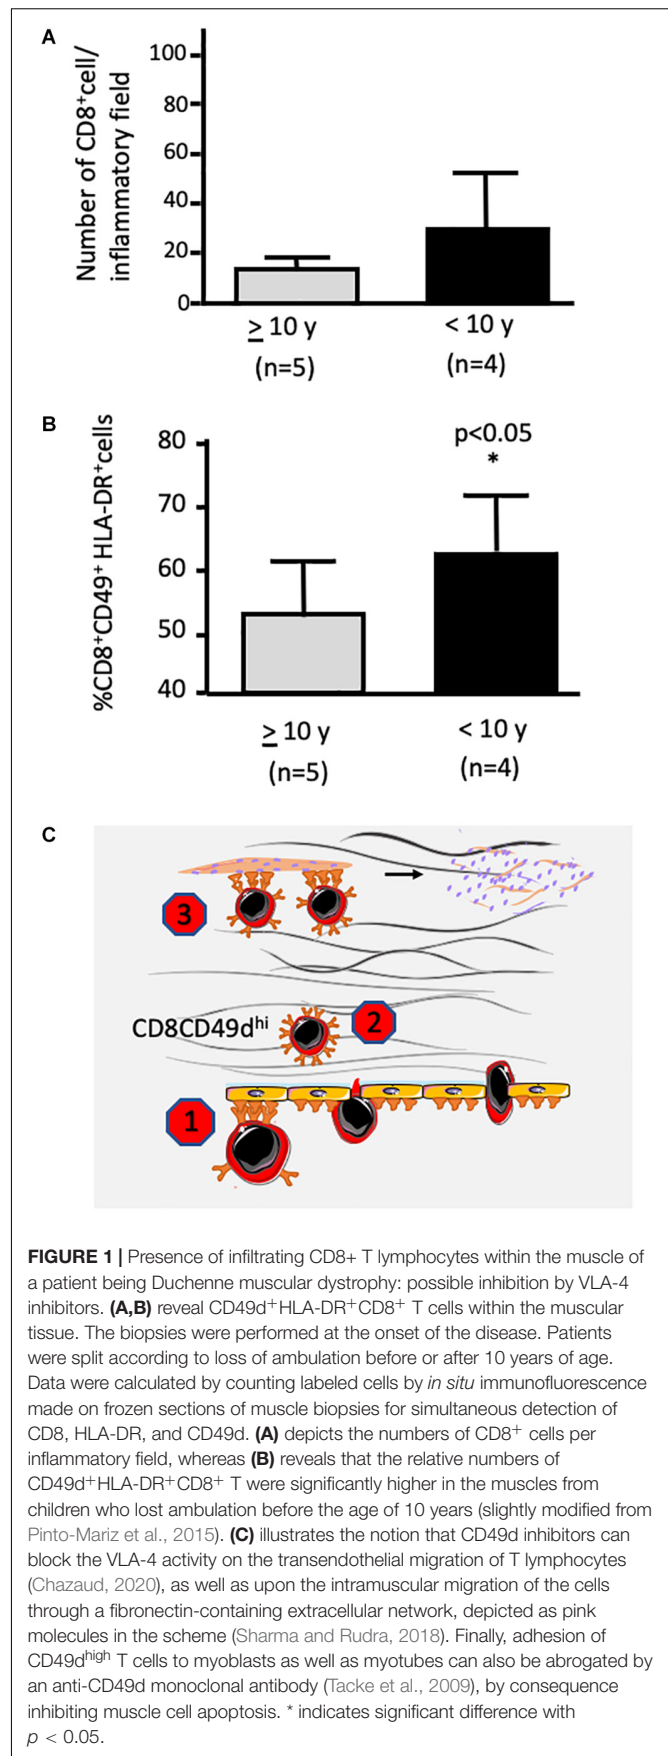 A
Number of CD8⁺cell/
inflammatory field
100
80
60
40
20
0
≥ 10 y
< 10 y
(n=5)
(n=4)
B
%CD8⁺CD49⁺ HLA-DR⁺cells
80
70
60
50
40
p<0.05
*
≥ 10 y
< 10 y
(n=5)
(n=4)
C
3
CD8CD49dʰⁱ
2
1
FIGURE 1 | Presence of infiltrating CD8+ T lymphocytes within the muscle of
a patient being Duchenne muscular dystrophy: possible inhibition by VLA-4
inhibitors. (A,B) reveal CD49d⁺HLA-DR⁺CD8⁺ T cells within the muscular
tissue. The biopsies were performed at the onset of the disease. Patients
were split according to loss of ambulation before or after 10 years of age.
Data were calculated by counting labeled cells by in situ immunofluorescence
made on frozen sections of muscle biopsies for simultaneous detection of
CD8, HLA-DR, and CD49d. (A) depicts the numbers of CD8⁺ cells per
inflammatory field, whereas (B) reveals that the relative numbers of
CD49d⁺HLA-DR⁺CD8⁺ T were significantly higher in the muscles from
children who lost ambulation before the age of 10 years (slightly modified from
Pinto-Mariz et al., 2015). (C) illustrates the notion that CD49d inhibitors can
block the VLA-4 activity on the transendothelial migration of T lymphocytes
(Chazaud, 2020), as well as upon the intramuscular migration of the cells
through a fibronectin-containing extracellular network, depicted as pink
molecules in the scheme (Sharma and Rudra, 2018). Finally, adhesion of
CD49dʰⁱᵍʰ T cells to myoblasts as well as myotubes can also be abrogated by
an anti-CD49d monoclonal antibody (Tacke et al., 2009), by consequence
inhibiting muscle cell apoptosis. * indicates significant difference with
p < 0.05.